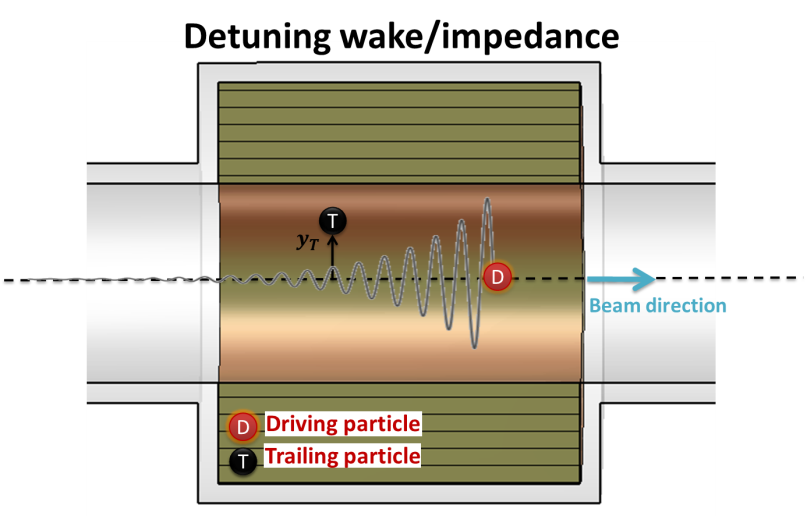 Detuning wake/impedance
T
y_T
D
Beam direction
D Driving particle
T Trailing particle